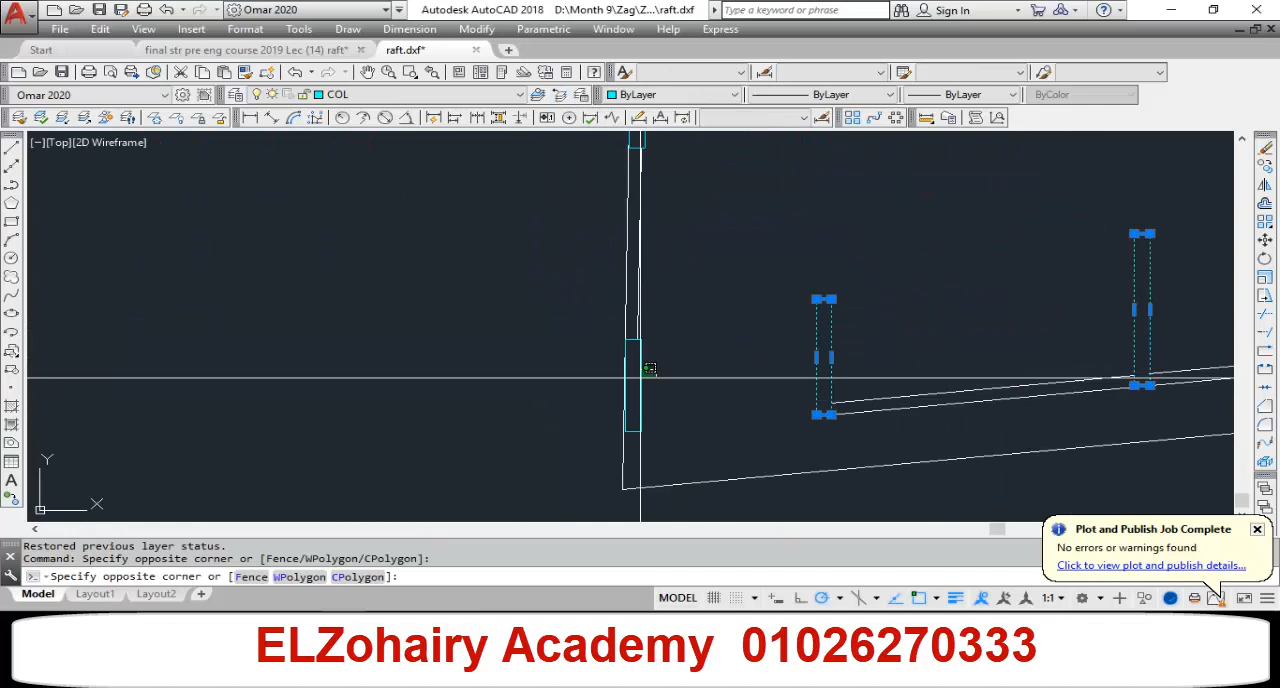 Omar 2020
Autodesk AutoCAD 2018 D:\Month 9\Zag\Z...\raft.dxf
Type a keyword or phrase
Sign In
File Edit View Insert Format Tools Draw Dimension Modify Parametric Window Help Express
Start
final str pre eng course 2019 Lec (14) raft*
raft.dxf*
Omar 2020
COL
ByLayer
ByLayer
ByLayer
ByColor
[−][Top][2D Wireframe]
Y
X
Restored previous layer status.
Command: Specify opposite corner or [Fence/WPolygon/CPolygon]:
Specify opposite corner or [Fence WPolygon CPolygon]:
Plot and Publish Job Complete
No errors or warnings found
Click to view plot and publish details...
Model Layout1 Layout2 +
MODEL
1:1
ELZohairy Academy 01026270333